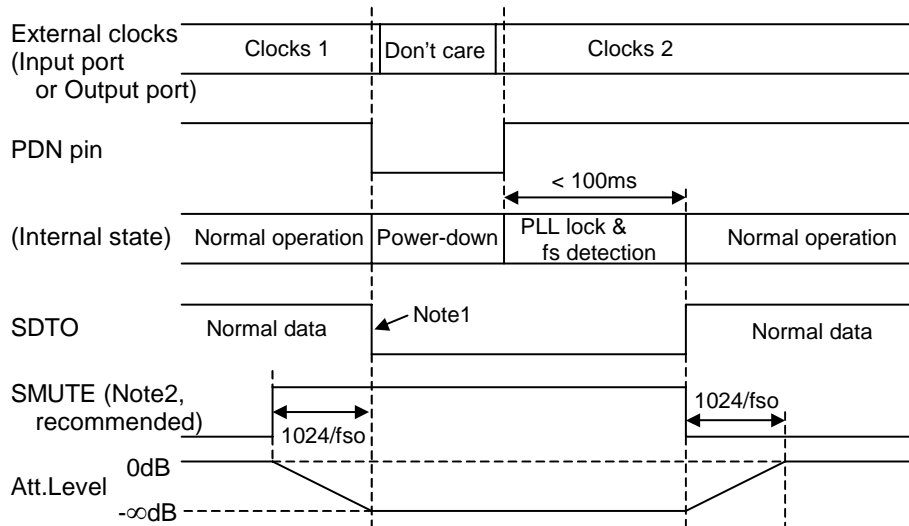 External clocks
(Input port
or Output port)
Clocks 1
Don't care
Clocks 2
PDN pin
< 100ms
(Internal state)
Normal operation
Power-down
PLL lock &
fs detection
Normal operation
SDTO
Normal data
Note1
Normal data
SMUTE (Note2,
recommended)
1024/fso
1024/fso
0dB
Att.Level
-∞dB